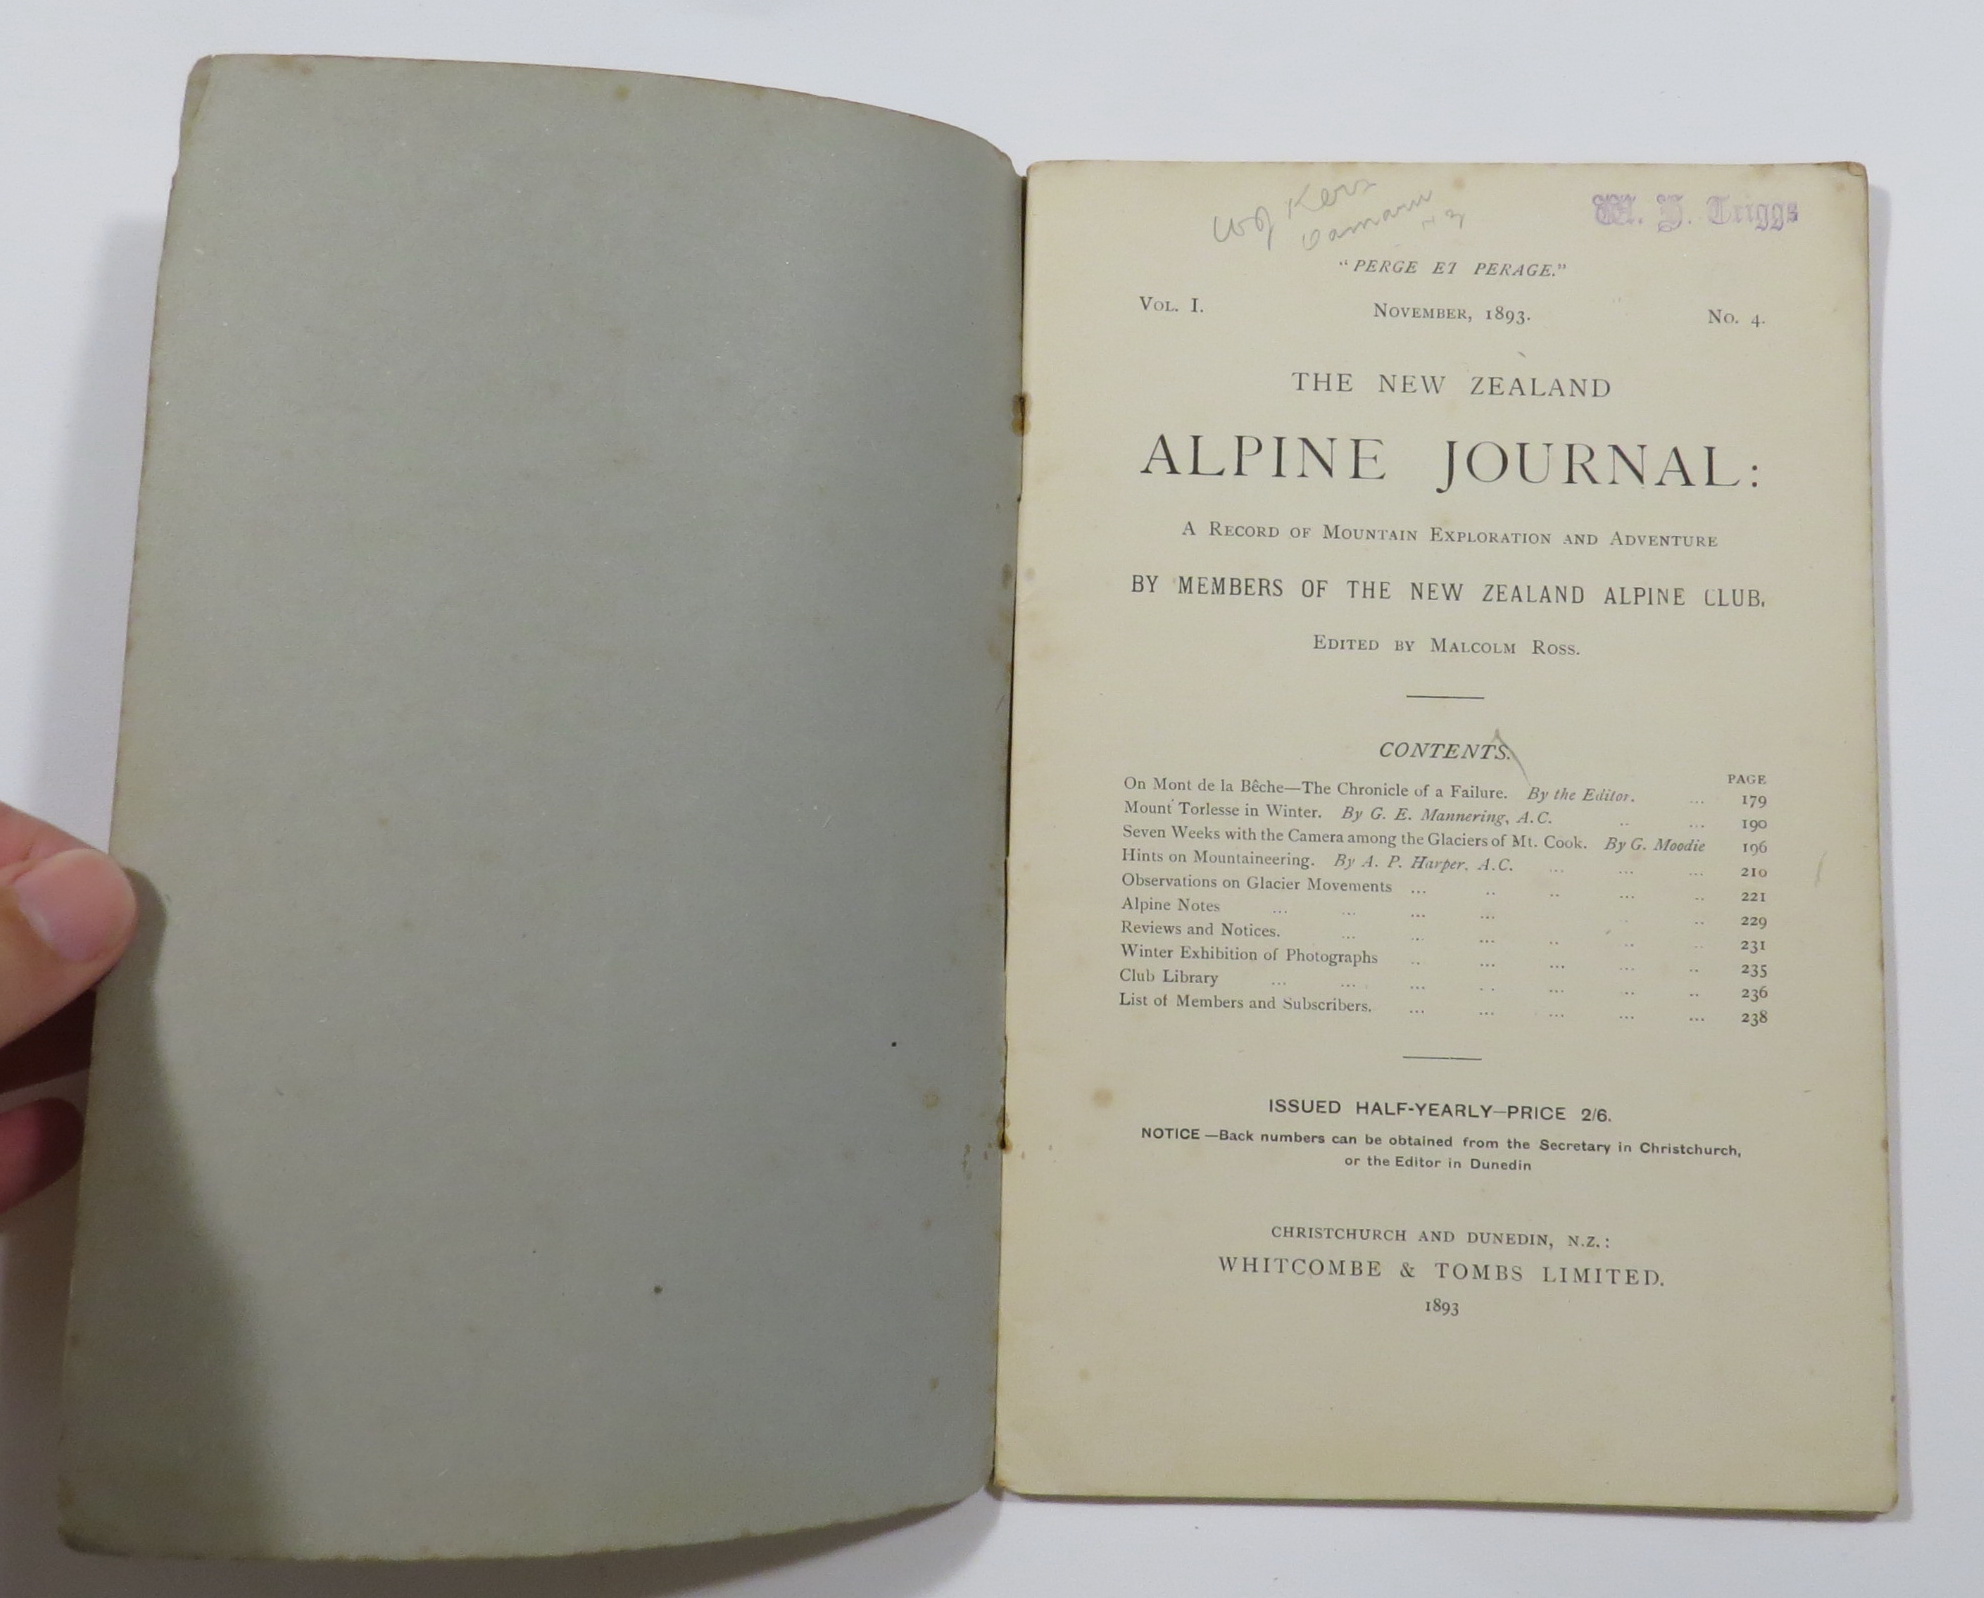 W. H. Triggs
"PERGE ET PERAGE."
VOL. I. NOVEMBER, 1893. NO. 4.
THE NEW ZEALAND
ALPINE JOURNAL:
A RECORD OF MOUNTAIN EXPLORATION AND ADVENTURE
BY MEMBERS OF THE NEW ZEALAND ALPINE CLUB.
EDITED BY MALCOLM ROSS.
CONTENTS.
PAGE
On Mont de la Bêche—The Chronicle of a Failure. By the Editor. ... 179
Mount Torlesse in Winter. By G. E. Mannering, A.C. .. ... 190
Seven Weeks with the Camera among the Glaciers of Mt. Cook. By G. Moodie 196
Hints on Mountaineering. By A. P. Harper, A.C. ... ... ... 210
Observations on Glacier Movements ... .. .. ... .. 221
Alpine Notes ... ... ... ... .. 229
Reviews and Notices. ... ... ... .. .. .. 231
Winter Exhibition of Photographs .. ... ... ... .. 235
Club Library ... ... ... .. ... .. .. 236
List of Members and Subscribers. ... ... ... ... ... 238
ISSUED HALF-YEARLY—PRICE 2/6.
NOTICE—Back numbers can be obtained from the Secretary in Christchurch,
or the Editor in Dunedin
CHRISTCHURCH AND DUNEDIN, N.Z.:
WHITCOMBE & TOMBS LIMITED.
1893